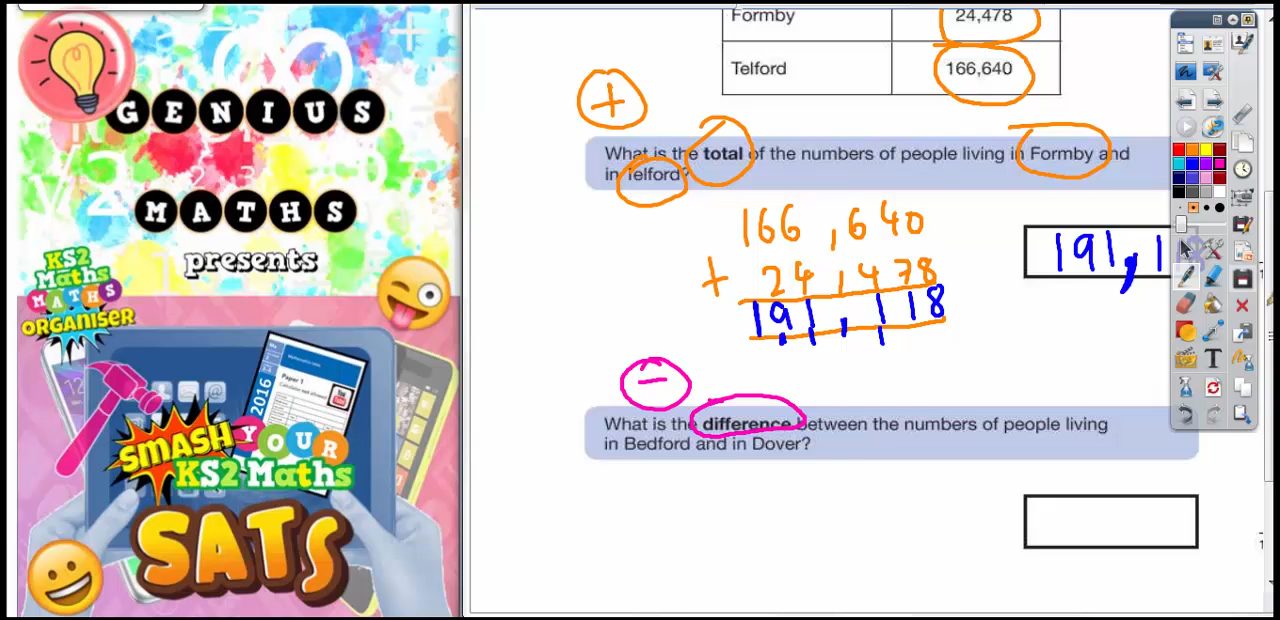 GENIUS
MATHS
presents
KS2
Maths
MATHS
ORGANISER
2016
Paper 1
SMASH YOUR
KS2 Maths
SATS
Formby 24,478
Telford 166,640
+
What is the total of the numbers of people living in Formby and
in Telford?
166,640
+ 24,478
191,118
191,1
−
What is the difference between the numbers of people living
in Bedford and in Dover?